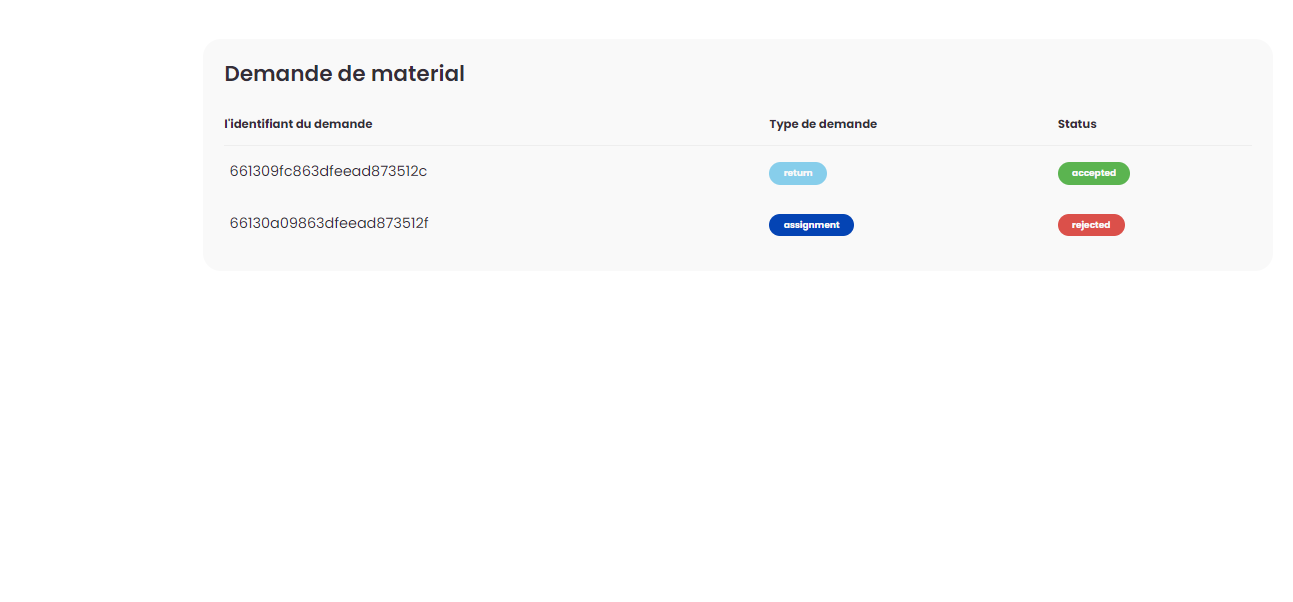 Demande de material
l'identifiant du demande Type de demande Status
661309fc863dfeead873512c return accepted
66130a09863dfeead873512f assignment rejected